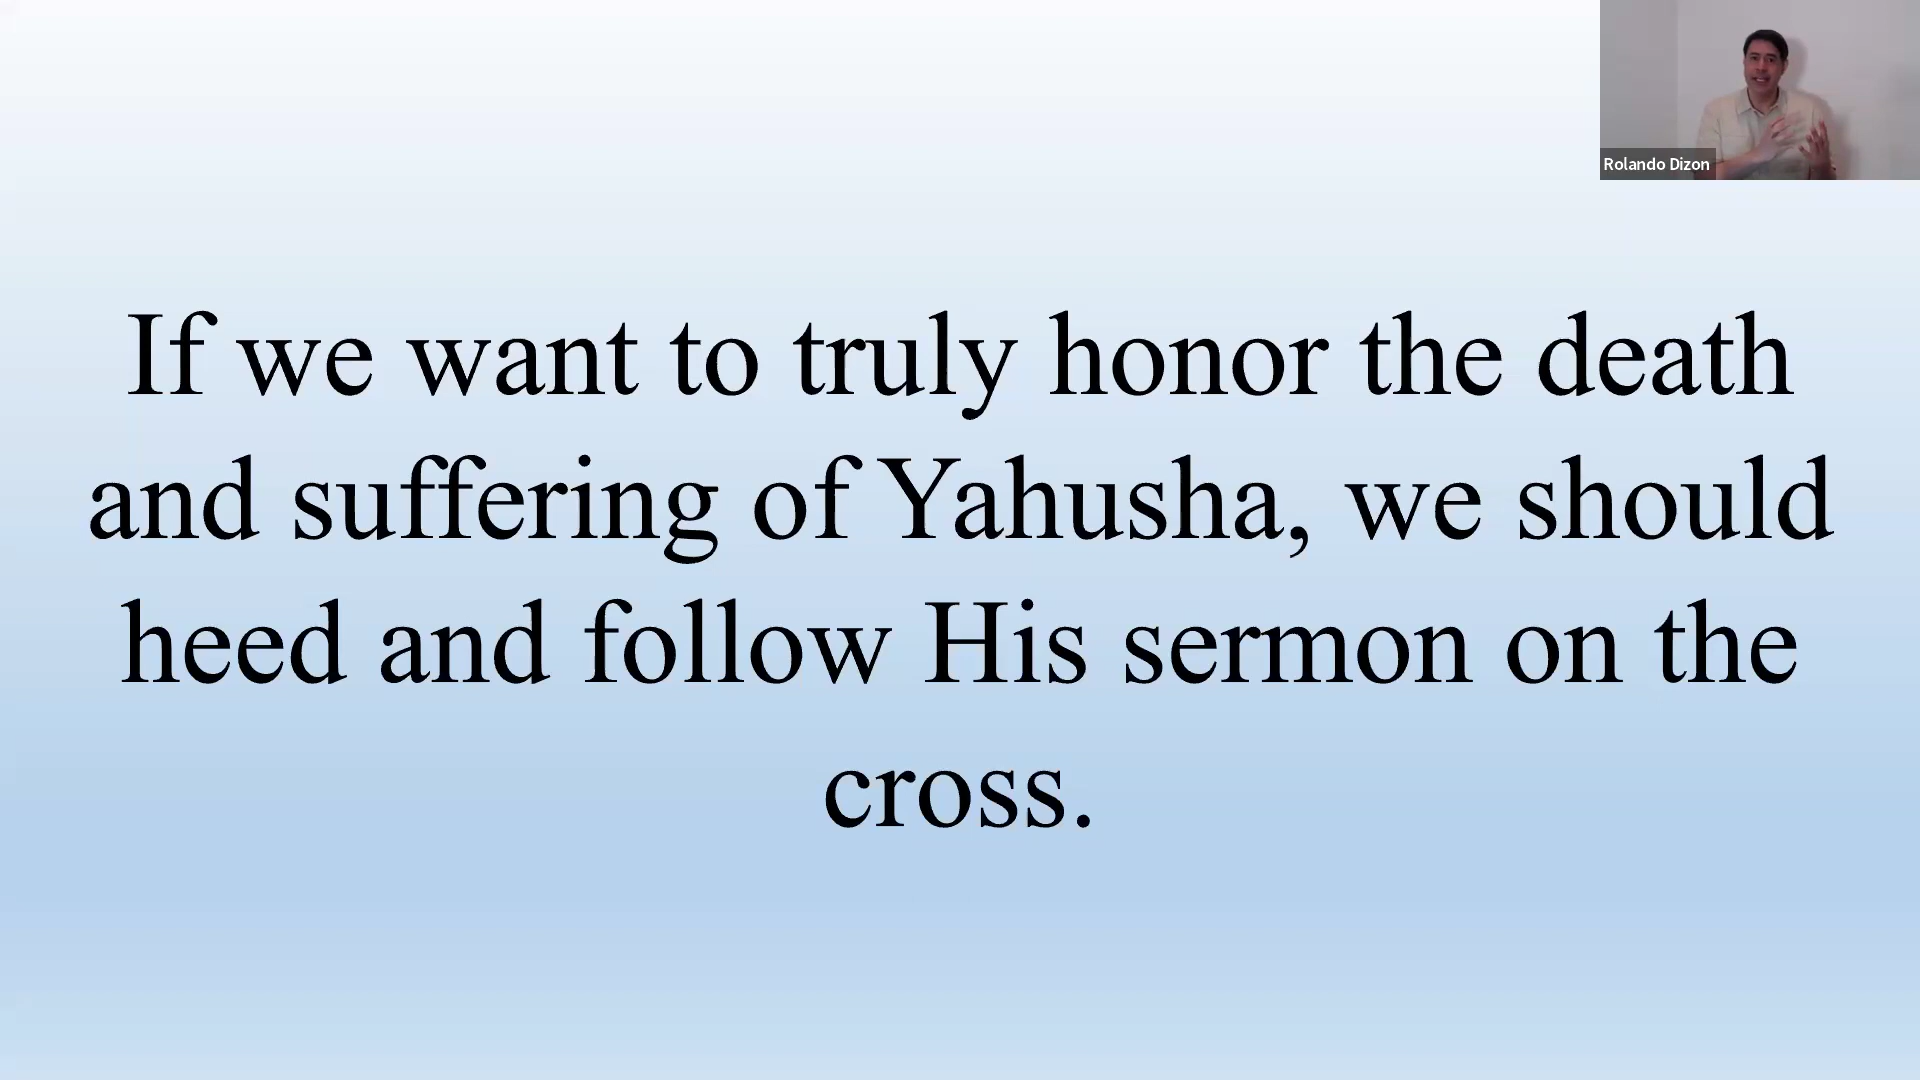 Rolando Dizon
If we want to truly honor the death
and suffering of Yahusha, we should
heed and follow His sermon on the
cross.